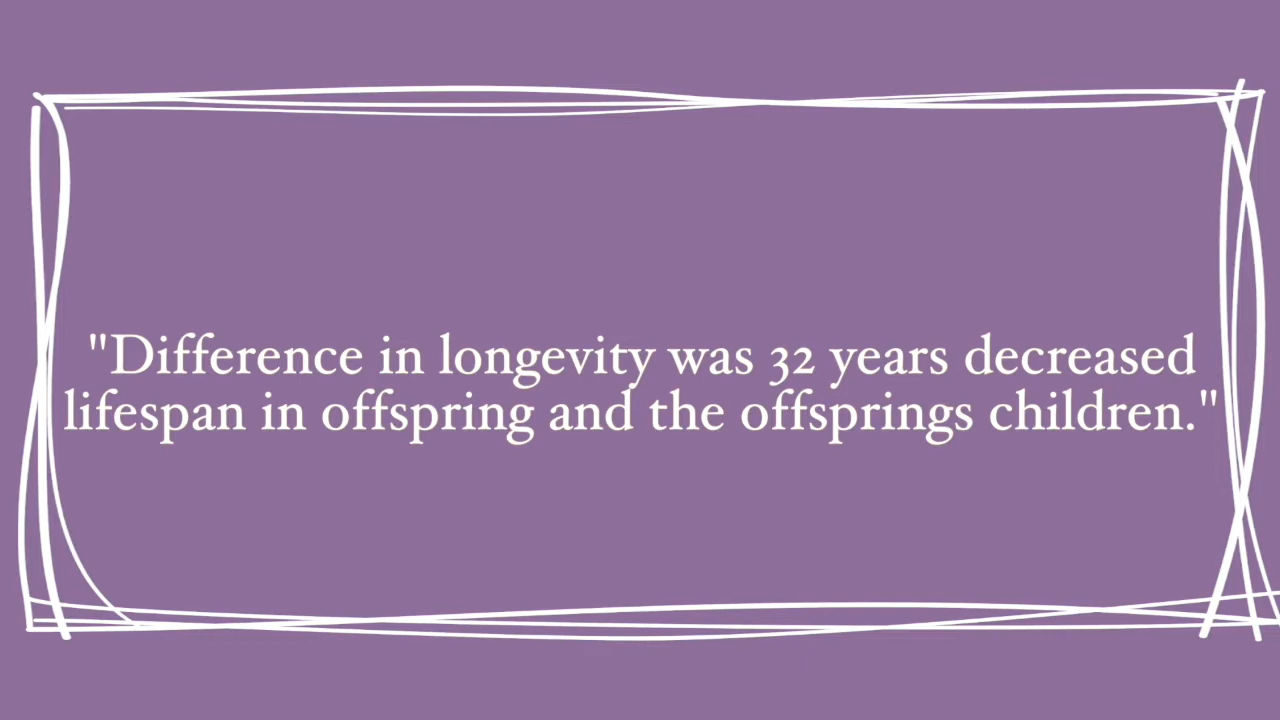 "Difference in longevity was 32 years decreased
lifespan in offspring and the offsprings children."